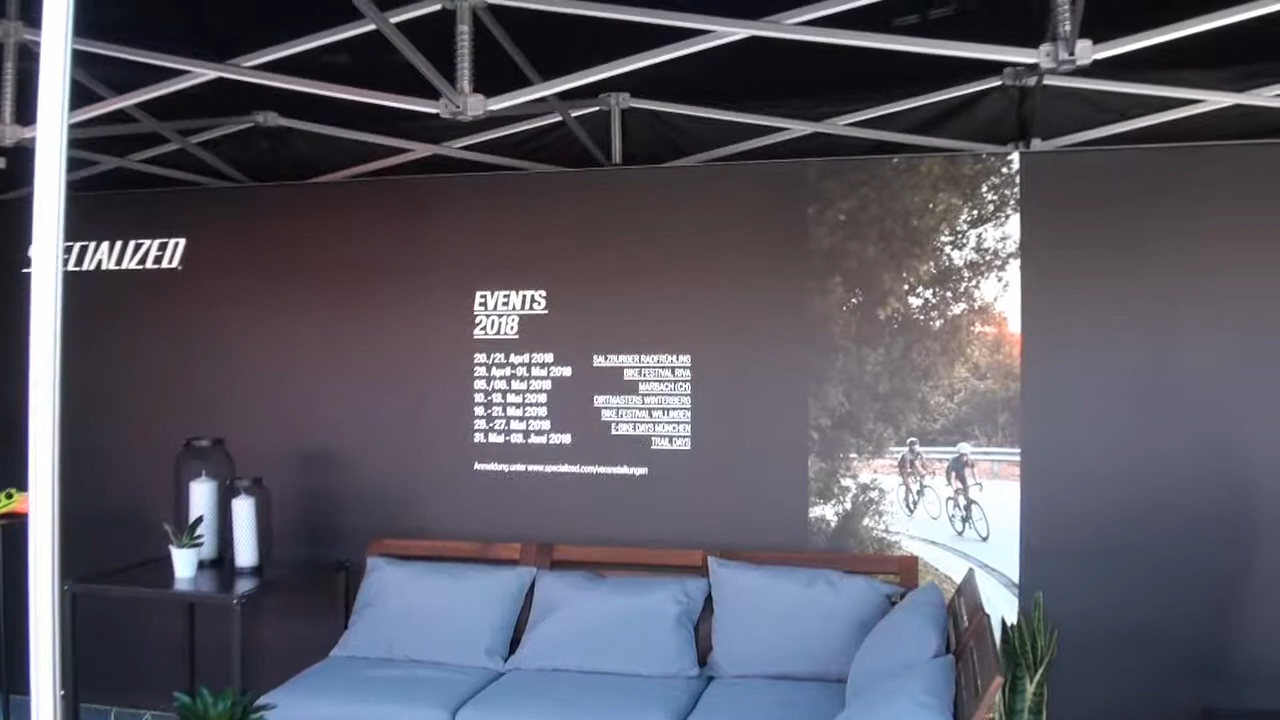 SPECIALIZED
EVENTS
2018
20./21. April 2018 SALZBURGER RADFRÜHLING
28. April-01. Mai 2018 BIKE FESTIVAL RIVA
05./06. Mai 2018 MARBACH (CH)
10.-13. Mai 2018 DIRTMASTERS WINTERBERG
19.-21. Mai 2018 BIKE FESTIVAL WILLINGEN
25.-27. Mai 2018 E-BIKE DAYS MÜNCHEN
31. Mai - 03. Juni 2018 TRAIL DAYS
Anmeldung unter www.specialized.com/veranstaltungen